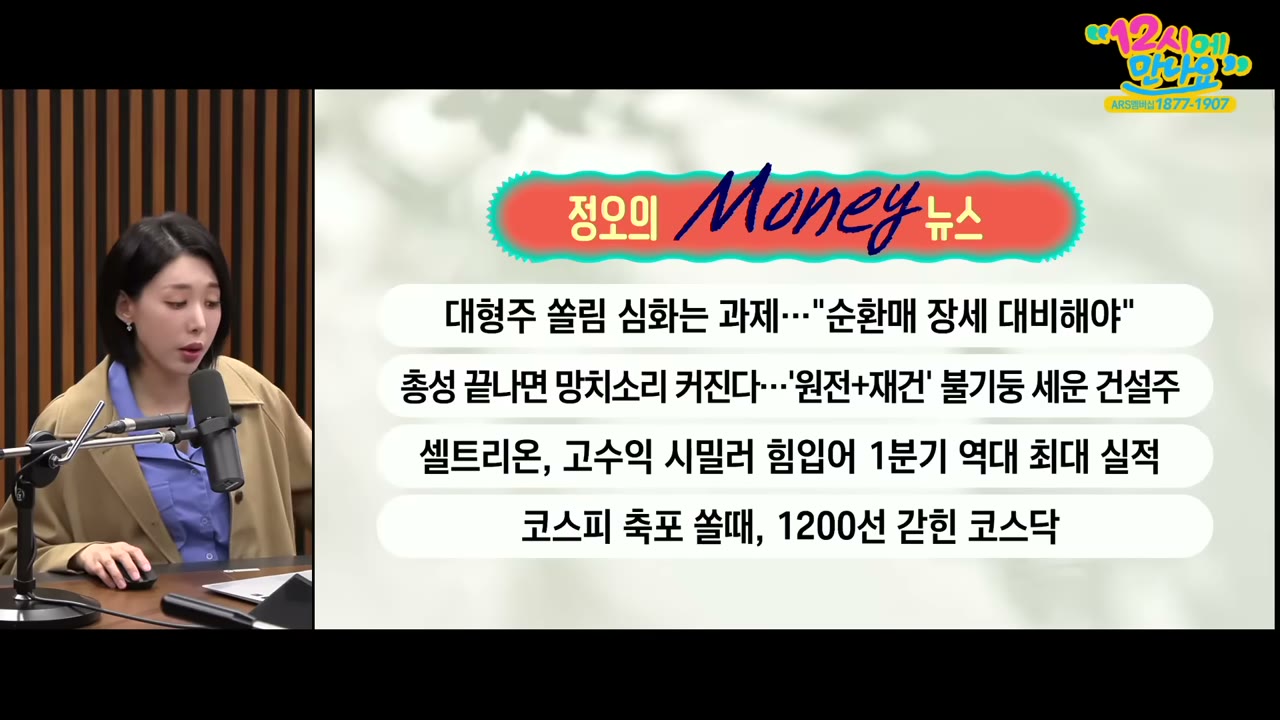 "12시에
만나요"
ARS멤버십 1877-1907
정오의 Money 뉴스
대형주 쏠림 심화는 과제…"순환매 장세 대비해야"
총성 끝나면 망치소리 커진다…'원전+재건' 불기둥 세운 건설주
셀트리온, 고수익 시밀러 힘입어 1분기 역대 최대 실적
코스피 축포 쏠때, 1200선 갇힌 코스닥